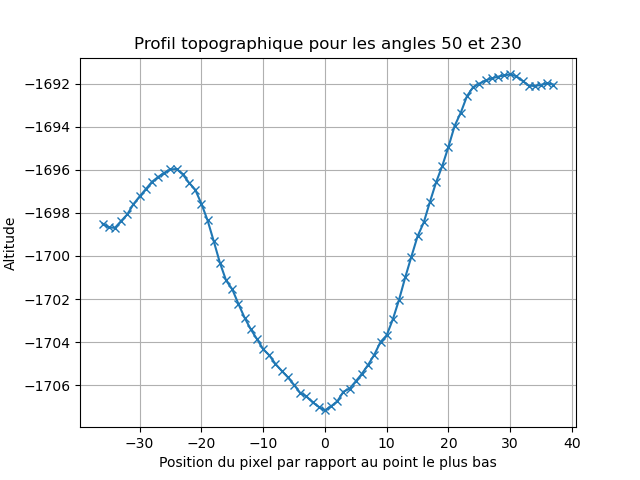 Profil topographique pour les angles 50 et 230
−1692
−1694
−1696
−1698
−1700
−1702
−1704
−1706
Altitude
−30 −20 −10 0 10 20 30 40
Position du pixel par rapport au point le plus bas